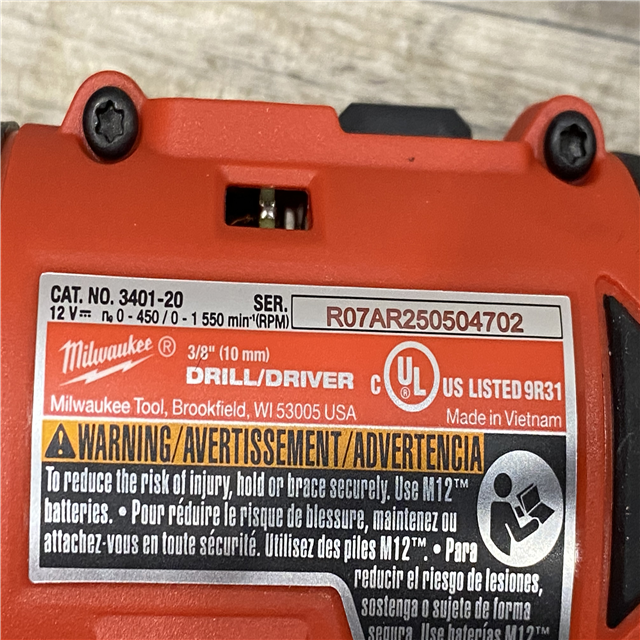 CAT. NO. 3401-20 SER. R07AR250504702
12 V⎓ n₀ 0 - 450 / 0 - 1 550 min⁻¹(RPM)
Milwaukee ® 3/8" (10 mm)
DRILL/DRIVER
C UL ® US LISTED 9R31
Milwaukee Tool, Brookfield, WI 53005 USA Made in Vietnam
WARNING/AVERTISSEMENT/ADVERTENCIA
To reduce the risk of injury, hold or brace securely. Use M12™
batteries. • Pour réduire le risque de blessure, maintenez ou
attachez-vous en toute sécurité. Utilisez des piles M12™. • Para
reducir el riesgo de lesiones,
sostenga o sujete de forma
segura. Use baterías M12™